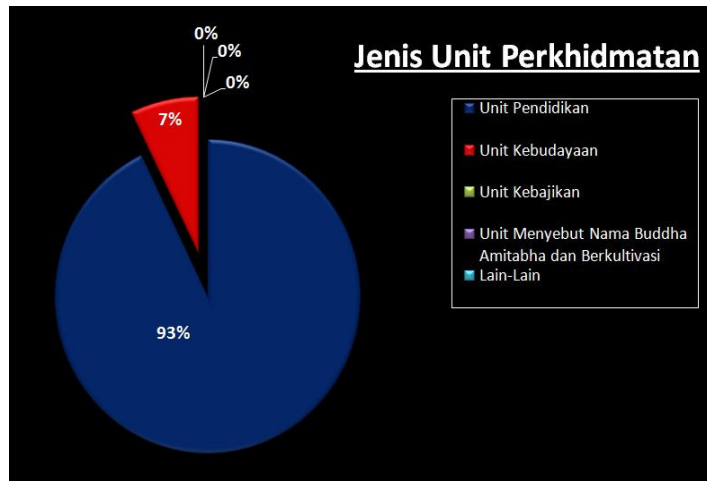 Jenis Unit Perkhidmatan
0%
0%
0%
7%
93%
Unit Pendidikan
Unit Kebudayaan
Unit Kebajikan
Unit Menyebut Nama Buddha
Amitabha dan Berkultivasi
Lain-Lain